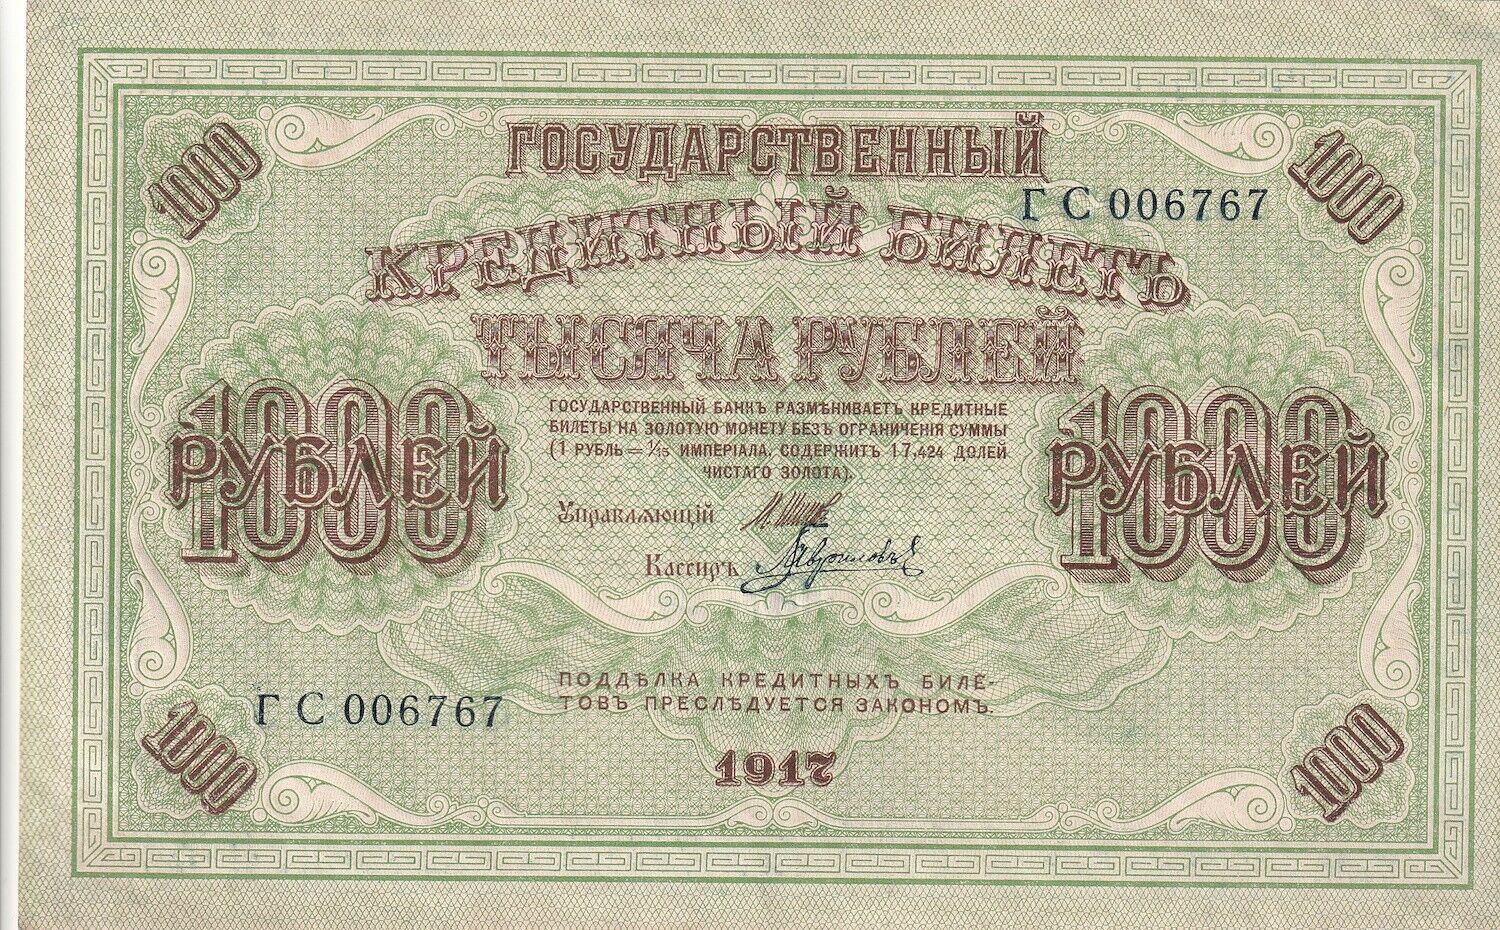 1000
1000
ГОСУДАРСТВЕННЫЙ
ГС 006767
КРЕДИТНЫЙ БИЛЕТЪ
ТЫСЯЧА РУБЛЕЙ
1000
РУБЛЕЙ
1000
РУБЛЕЙ
ГОСУДАРСТВЕННЫЙ БАНКЪ РАЗМѢНИВАЕТЪ КРЕДИТНЫЕ
БИЛЕТЫ НА ЗОЛОТУЮ МОНЕТУ БЕЗЪ ОГРАНИЧЕНІЯ СУММЫ
(1 РУБЛЬ = 1/15 ИМПЕРІАЛА, СОДЕРЖИТЪ 17,424 ДОЛЕЙ
ЧИСТАГО ЗОЛОТА).
Управляющій
Кассиръ
ПОДДѢЛКА КРЕДИТНЫХЪ БИЛЕ-
ТОВЪ ПРЕСЛѢДУЕТСЯ ЗАКОНОМЪ.
ГС 006767
1917
1000
1000